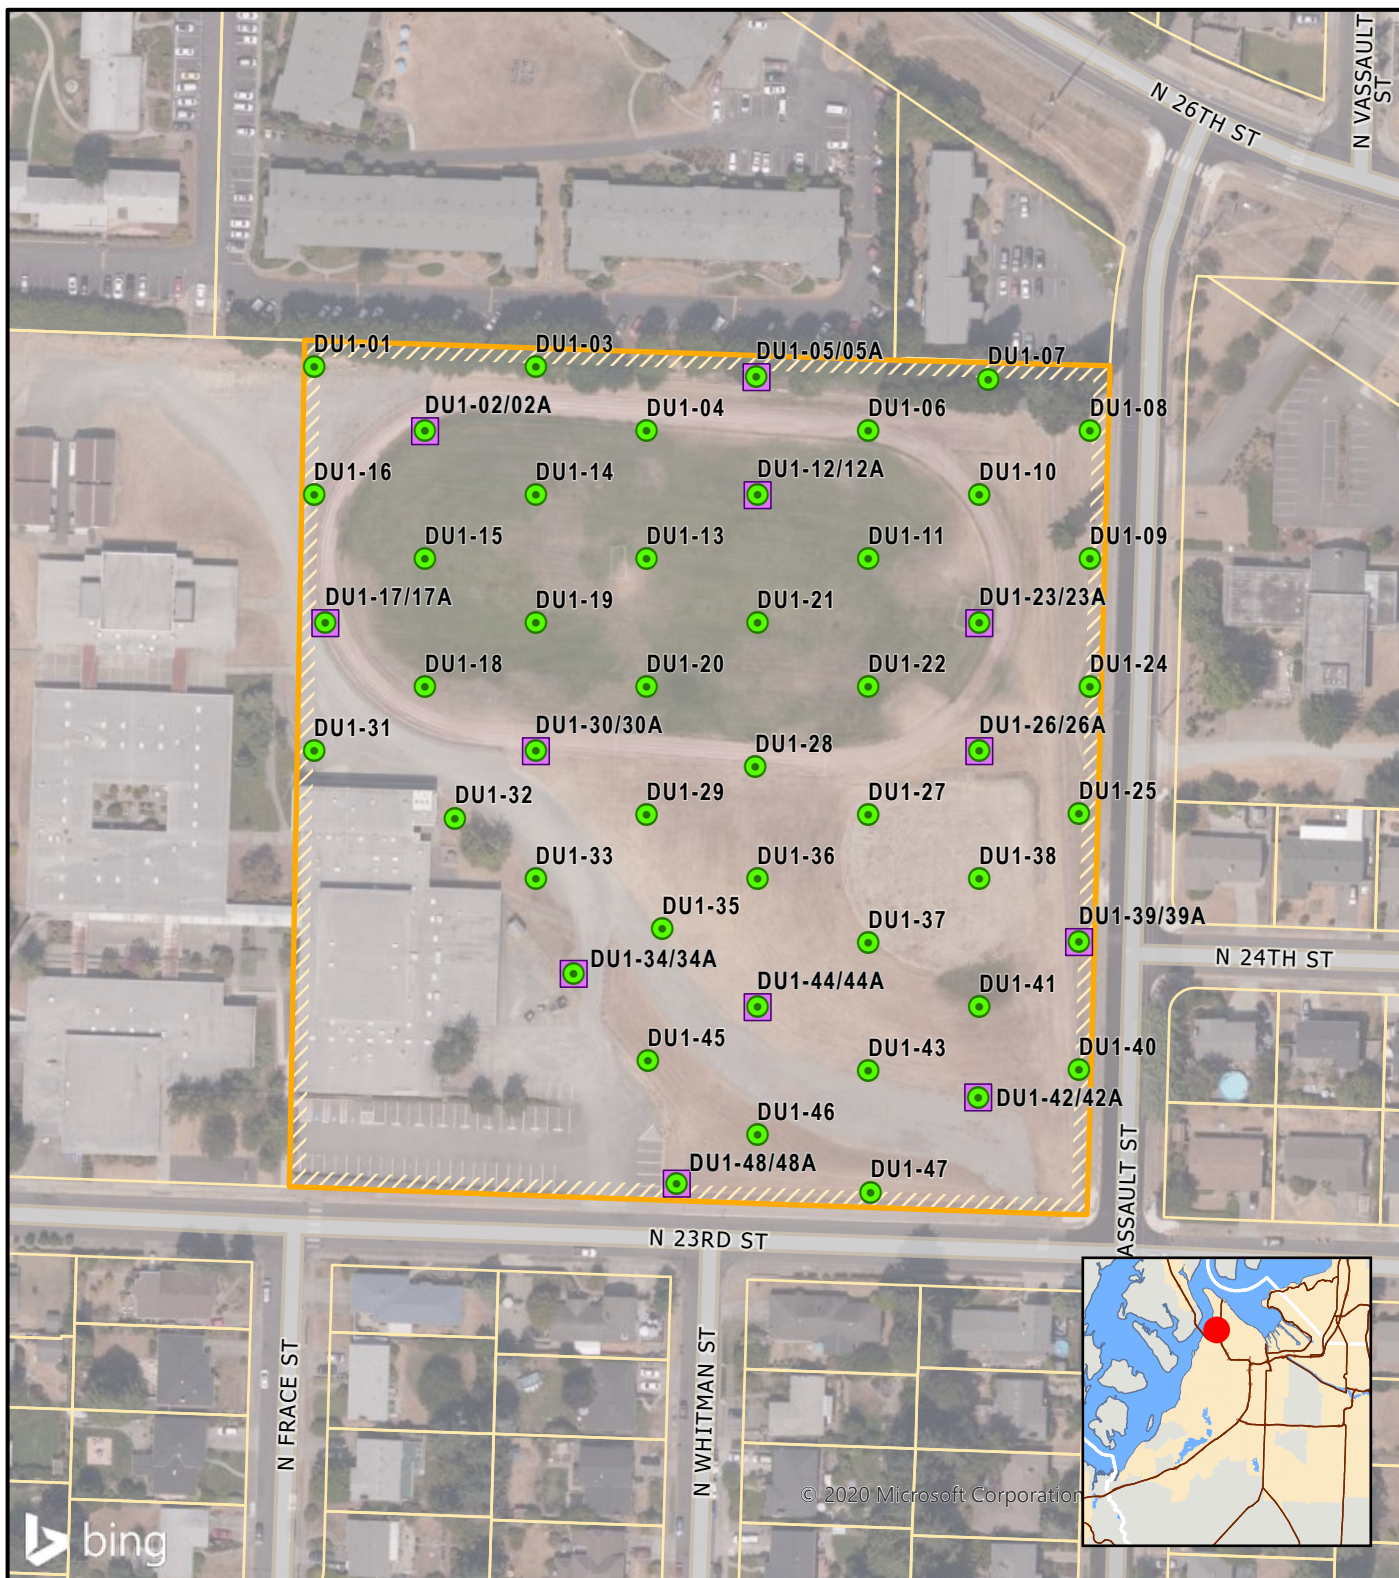 N VASSAULT
ST
N 26TH ST
DU1-01
DU1-03
DU1-05/05A
DU1-07
DU1-02/02A
DU1-04
DU1-06
DU1-08
DU1-16
DU1-14
DU1-12/12A
DU1-10
DU1-15
DU1-13
DU1-11
DU1-09
DU1-17/17A
DU1-19
DU1-21
DU1-23/23A
DU1-18
DU1-20
DU1-22
DU1-24
DU1-31
DU1-30/30A
DU1-28
DU1-26/26A
DU1-32
DU1-29
DU1-27
DU1-25
DU1-33
DU1-36
DU1-38
DU1-35
DU1-37
DU1-39/39A
DU1-34/34A
N 24TH ST
DU1-44/44A
DU1-41
DU1-45
DU1-43
DU1-40
DU1-42/42A
DU1-46
DU1-48/48A
DU1-47
ASSAULT ST
N 23RD ST
N FRACE ST
N WHITMAN ST
© 2020 Microsoft Corporation
bing